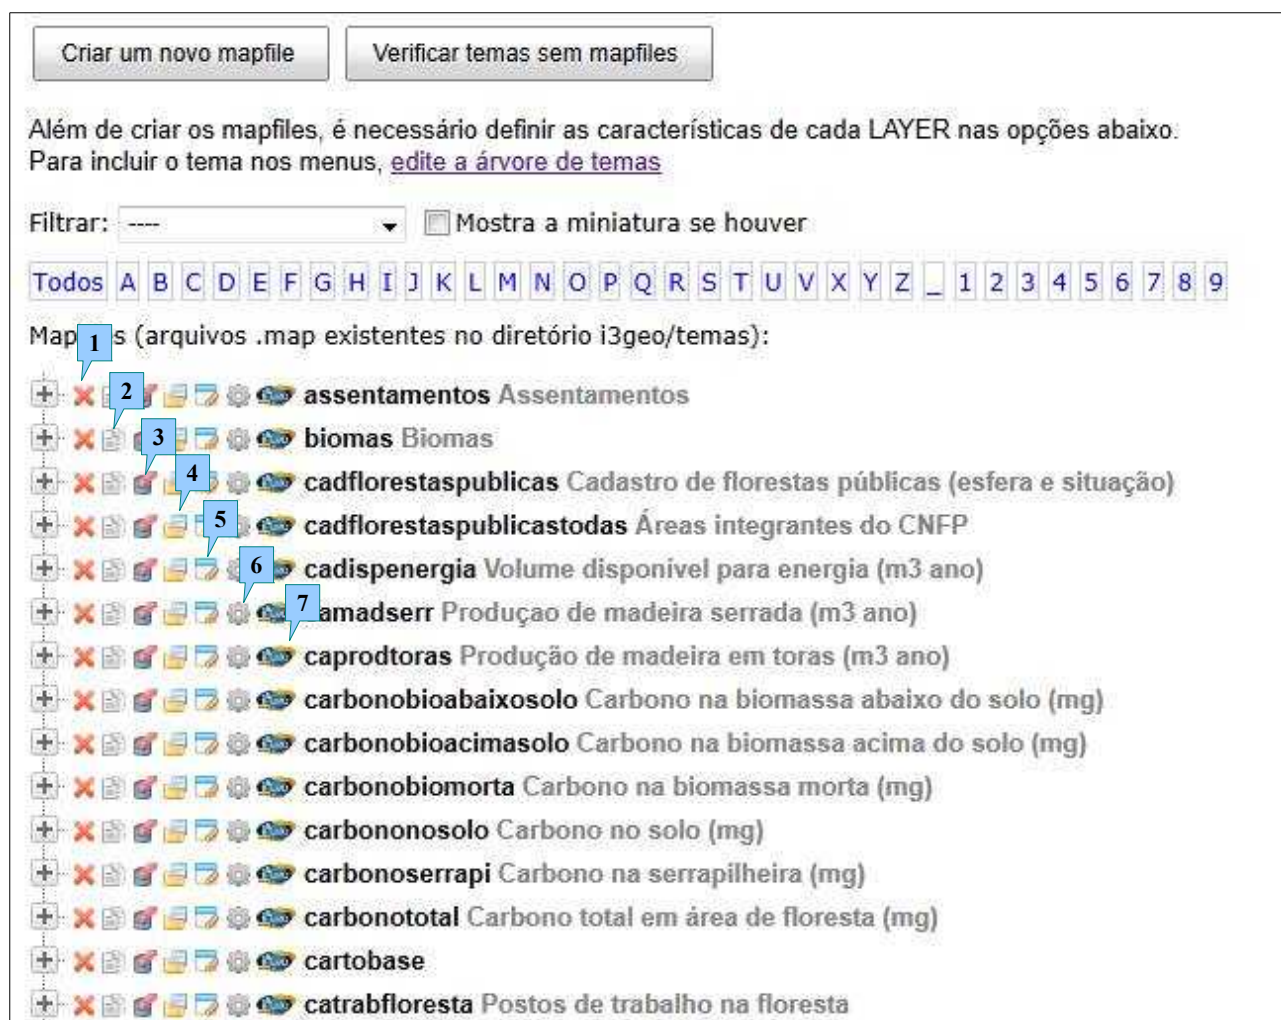 Criar um novo mapfile Verificar temas sem mapfiles
Além de criar os mapfiles, é necessário definir as características de cada LAYER nas opções abaixo.
Para incluir o tema nos menus, edite a árvore de temas
Filtrar: ---- Mostra a miniatura se houver
Todos A B C D E F G H I J K L M N O P Q R S T U V X Y Z _ 1 2 3 4 5 6 7 8 9
(arquivos .map existentes no diretório i3geo/temas):
1
2
assentamentos Assentamentos
3
biomas Biomas
4
cadflorestaspublicas Cadastro de florestas públicas (esfera e situação)
5
cadflorestaspublicastodas Áreas integrantes do CNFP
6
cadispenergia Volume disponivel para energia (m3 ano)
7
amadserr Produçao de madeira serrada (m3 ano)
caprodtoras Produção de madeira em toras (m3 ano)
carbonobioabaixosolo Carbono na biomassa abaixo do solo (mg)
carbonobioacimasolo Carbono na biomassa acima do solo (mg)
carbonobiomorta Carbono na biomassa morta (mg)
carbononosolo Carbono no solo (mg)
carbonoserrapi Carbono na serrapilheira (mg)
carbonototal Carbono total em área de floresta (mg)
cartobase
catrabfloresta Postos de trabalho na floresta